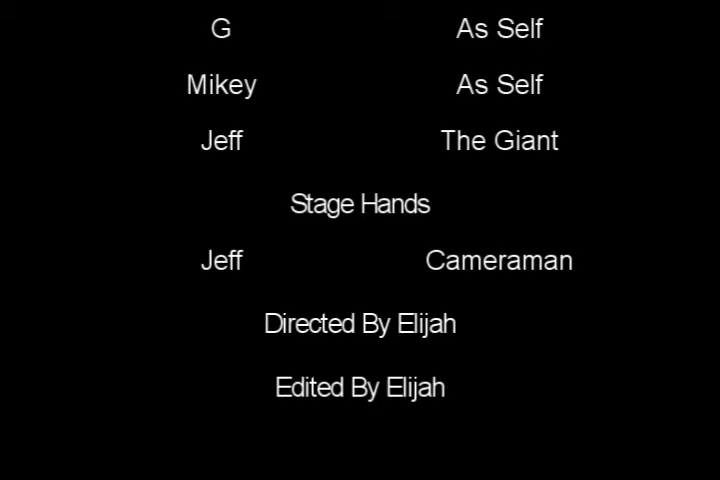 G As Self
Mikey As Self
Jeff The Giant
Stage Hands
Jeff Cameraman
Directed By Elijah
Edited By Elijah